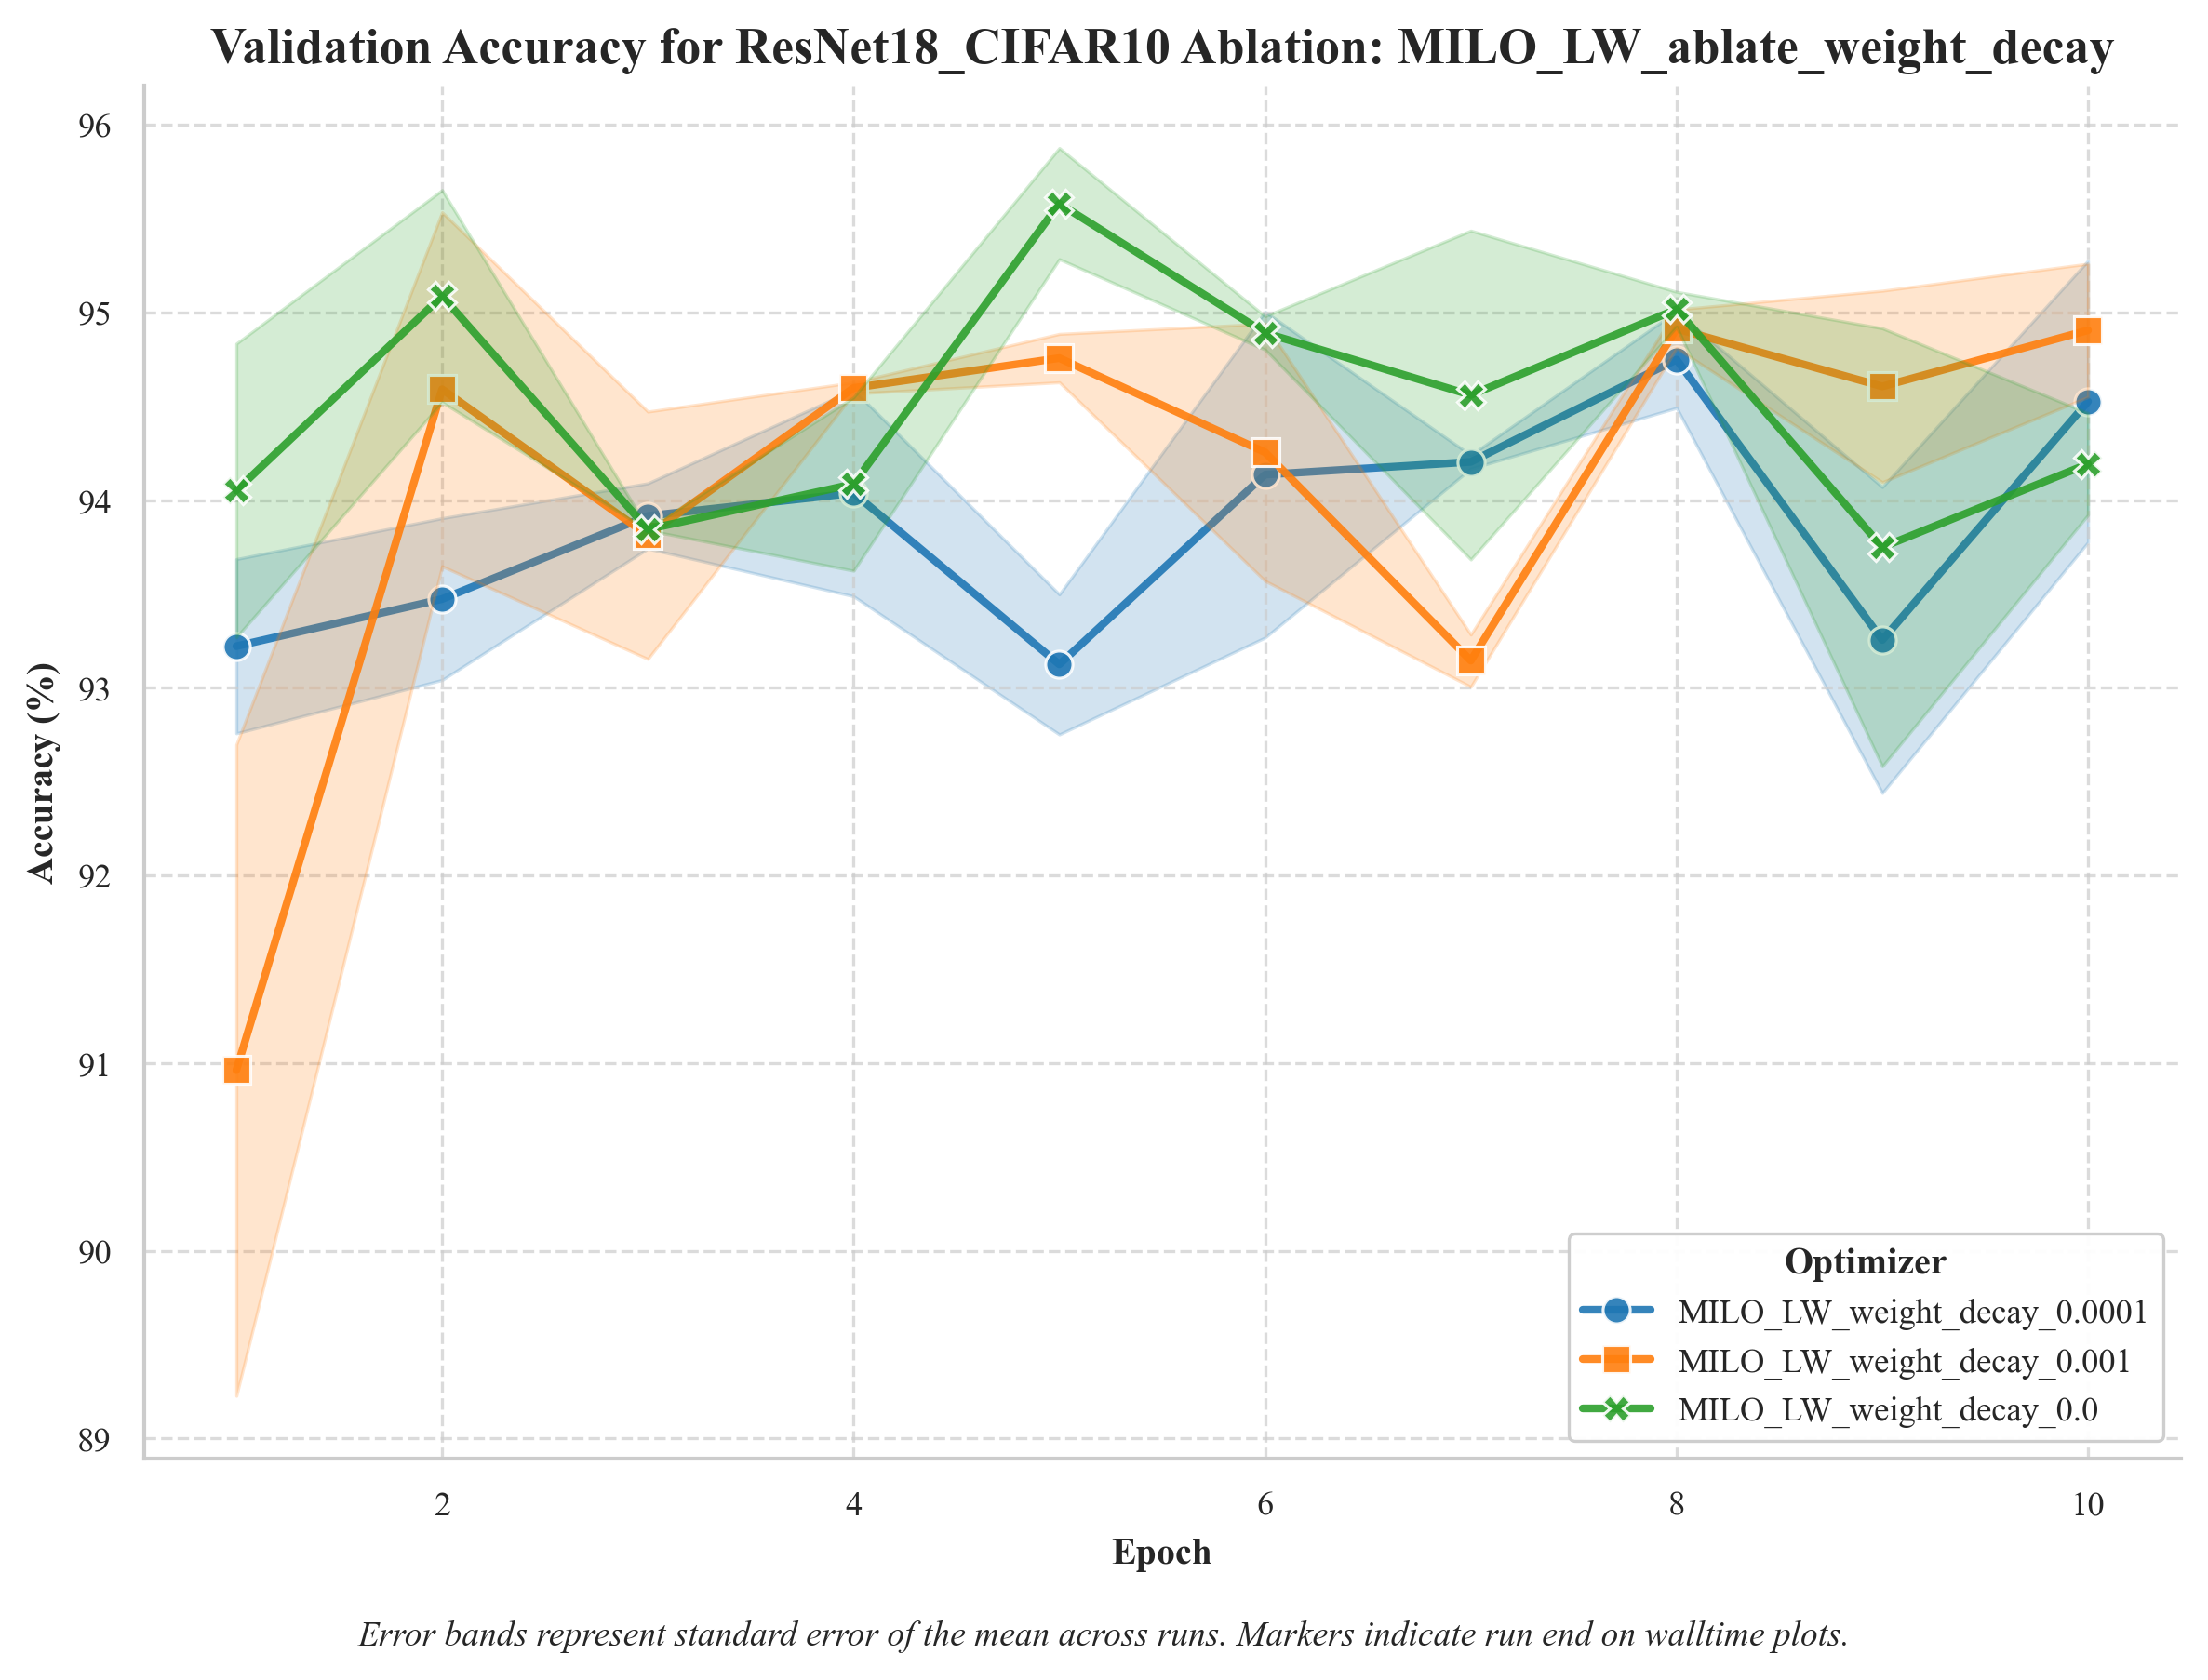 Validation Accuracy for ResNet18_CIFAR10 Ablation: MILO_LW_ablate_weight_decay
96
95
94
93
92
91
90
89
Accuracy (%)
2
4
6
8
10
Epoch
Optimizer
MILO_LW_weight_decay_0.0001
MILO_LW_weight_decay_0.001
MILO_LW_weight_decay_0.0
Error bands represent standard error of the mean across runs. Markers indicate run end on walltime plots.